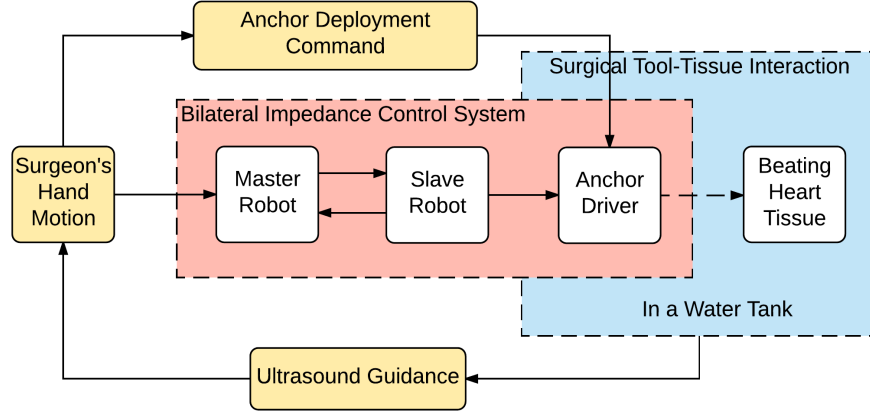 Anchor Deployment
Command
Surgical Tool-Tissue Interaction
Bilateral Impedance Control System
Surgeon's
Hand
Motion
Master
Robot
Slave
Robot
Anchor
Driver
Beating
Heart
Tissue
In a Water Tank
Ultrasound Guidance